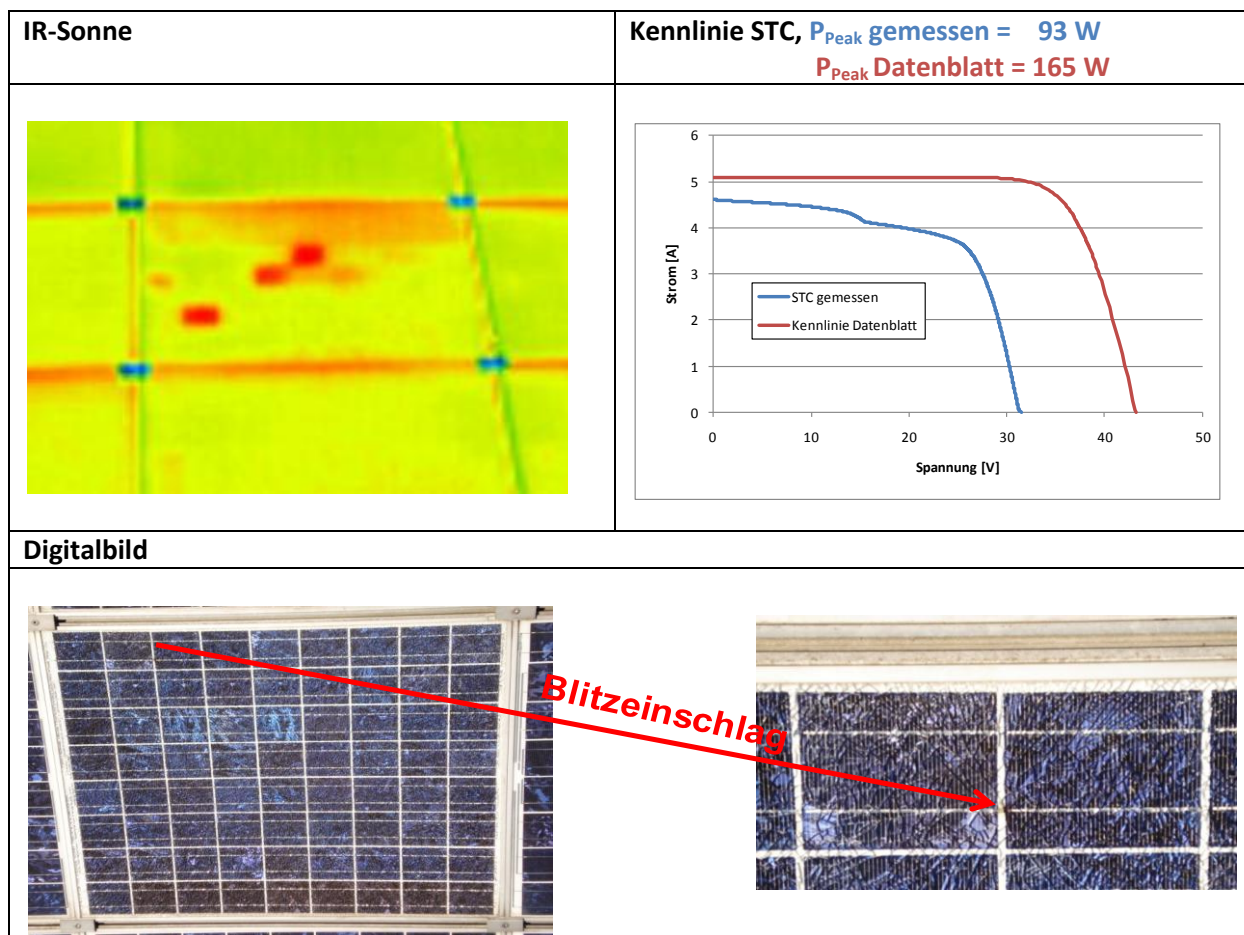 IR-Sonne
Kennlinie STC, PPeak gemessen = 93 W
PPeak Datenblatt = 165 W
6
5
4
3
2
1
0
Strom [A]
STC gemessen
Kennlinie Datenblatt
0 10 20 30 40 50
Spannung [V]
Digitalbild
Blitzeinschlag